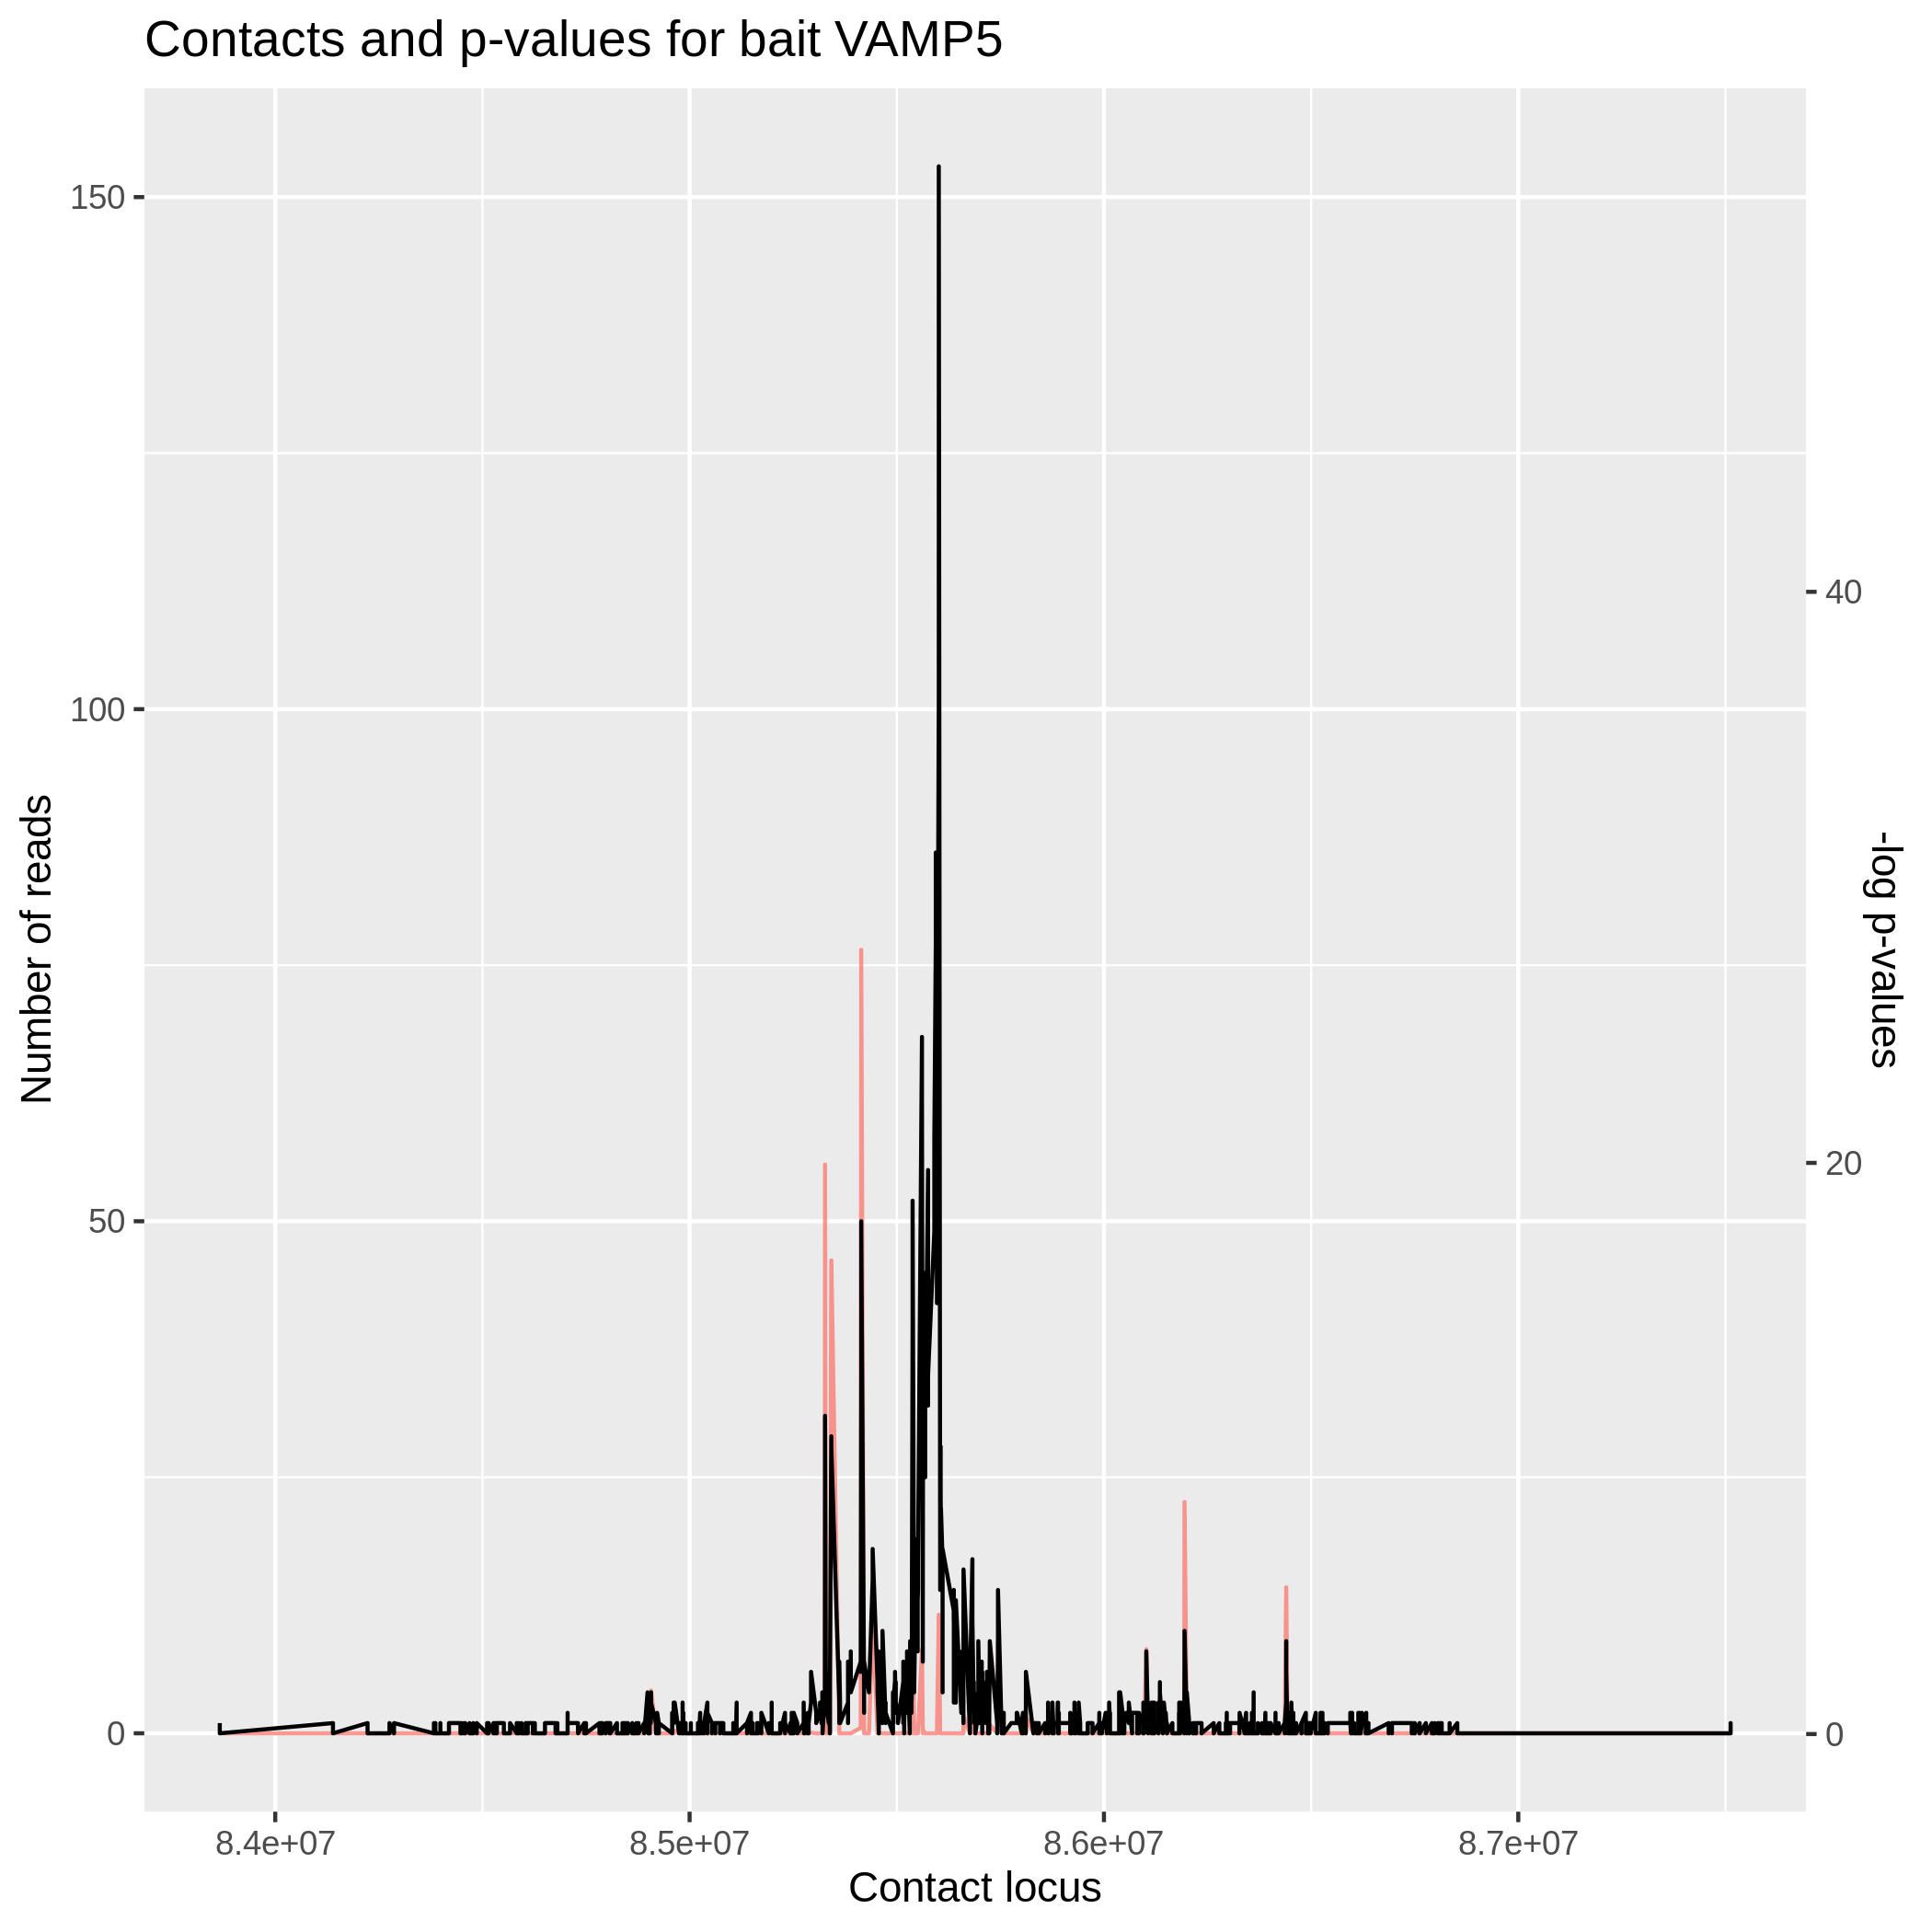 Contacts and p-values for bait VAMP5
150
100
50
0
Number of reads
40
20
0
-log p-values
8.4e+07
8.5e+07
8.6e+07
8.7e+07
Contact locus